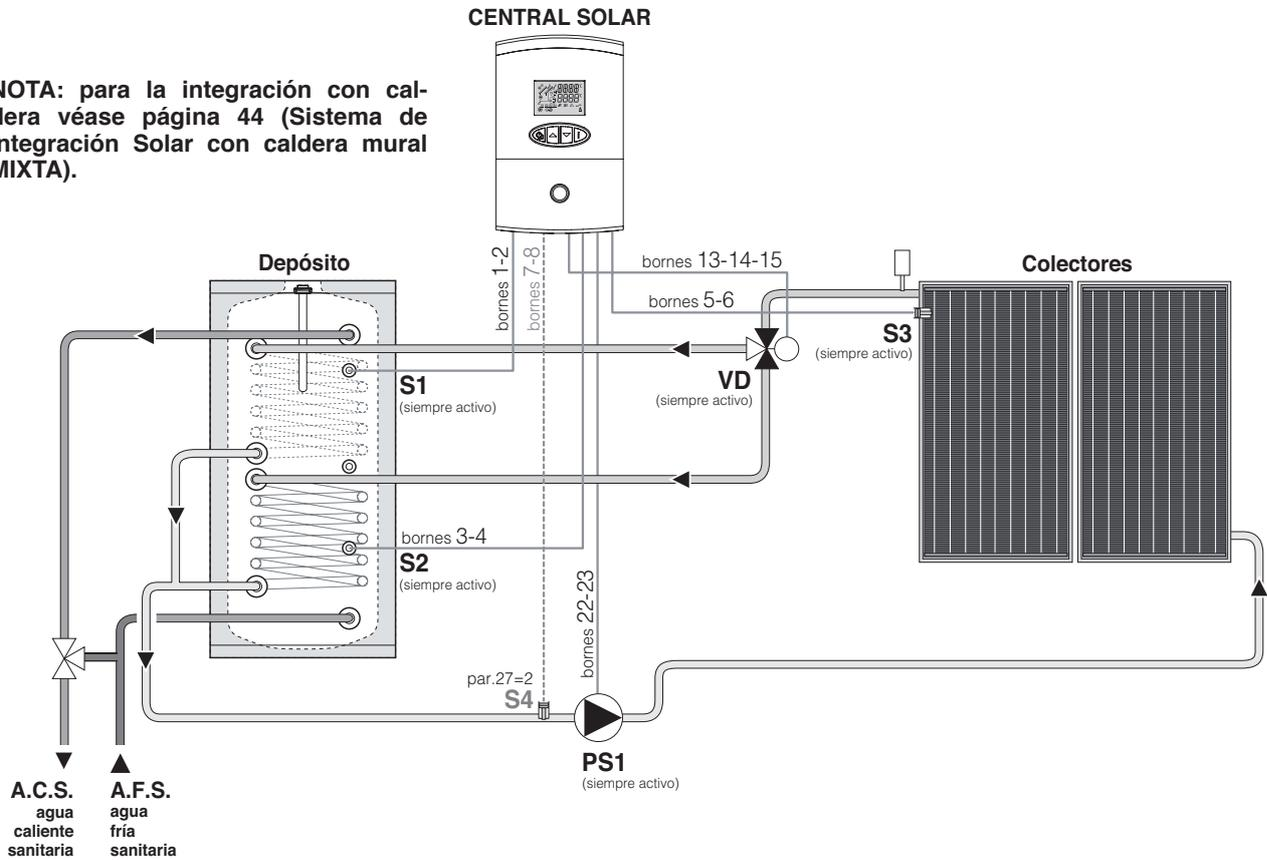 CENTRAL SOLAR
NOTA: para la integración con cal-
dera véase página 44 (Sistema de
Integración Solar con caldera mural
MIXTA).
Depósito
bornes 1-2
bornes 7-8
bornes 13-14-15
bornes 5-6
Colectores
S3
(siempre activo)
VD
(siempre activo)
S1
(siempre activo)
bornes 3-4
S2
(siempre activo)
bornes 22-23
par.27=2
S4
PS1
(siempre activo)
A.C.S.
agua
caliente
sanitaria
A.F.S.
agua
fría
sanitaria